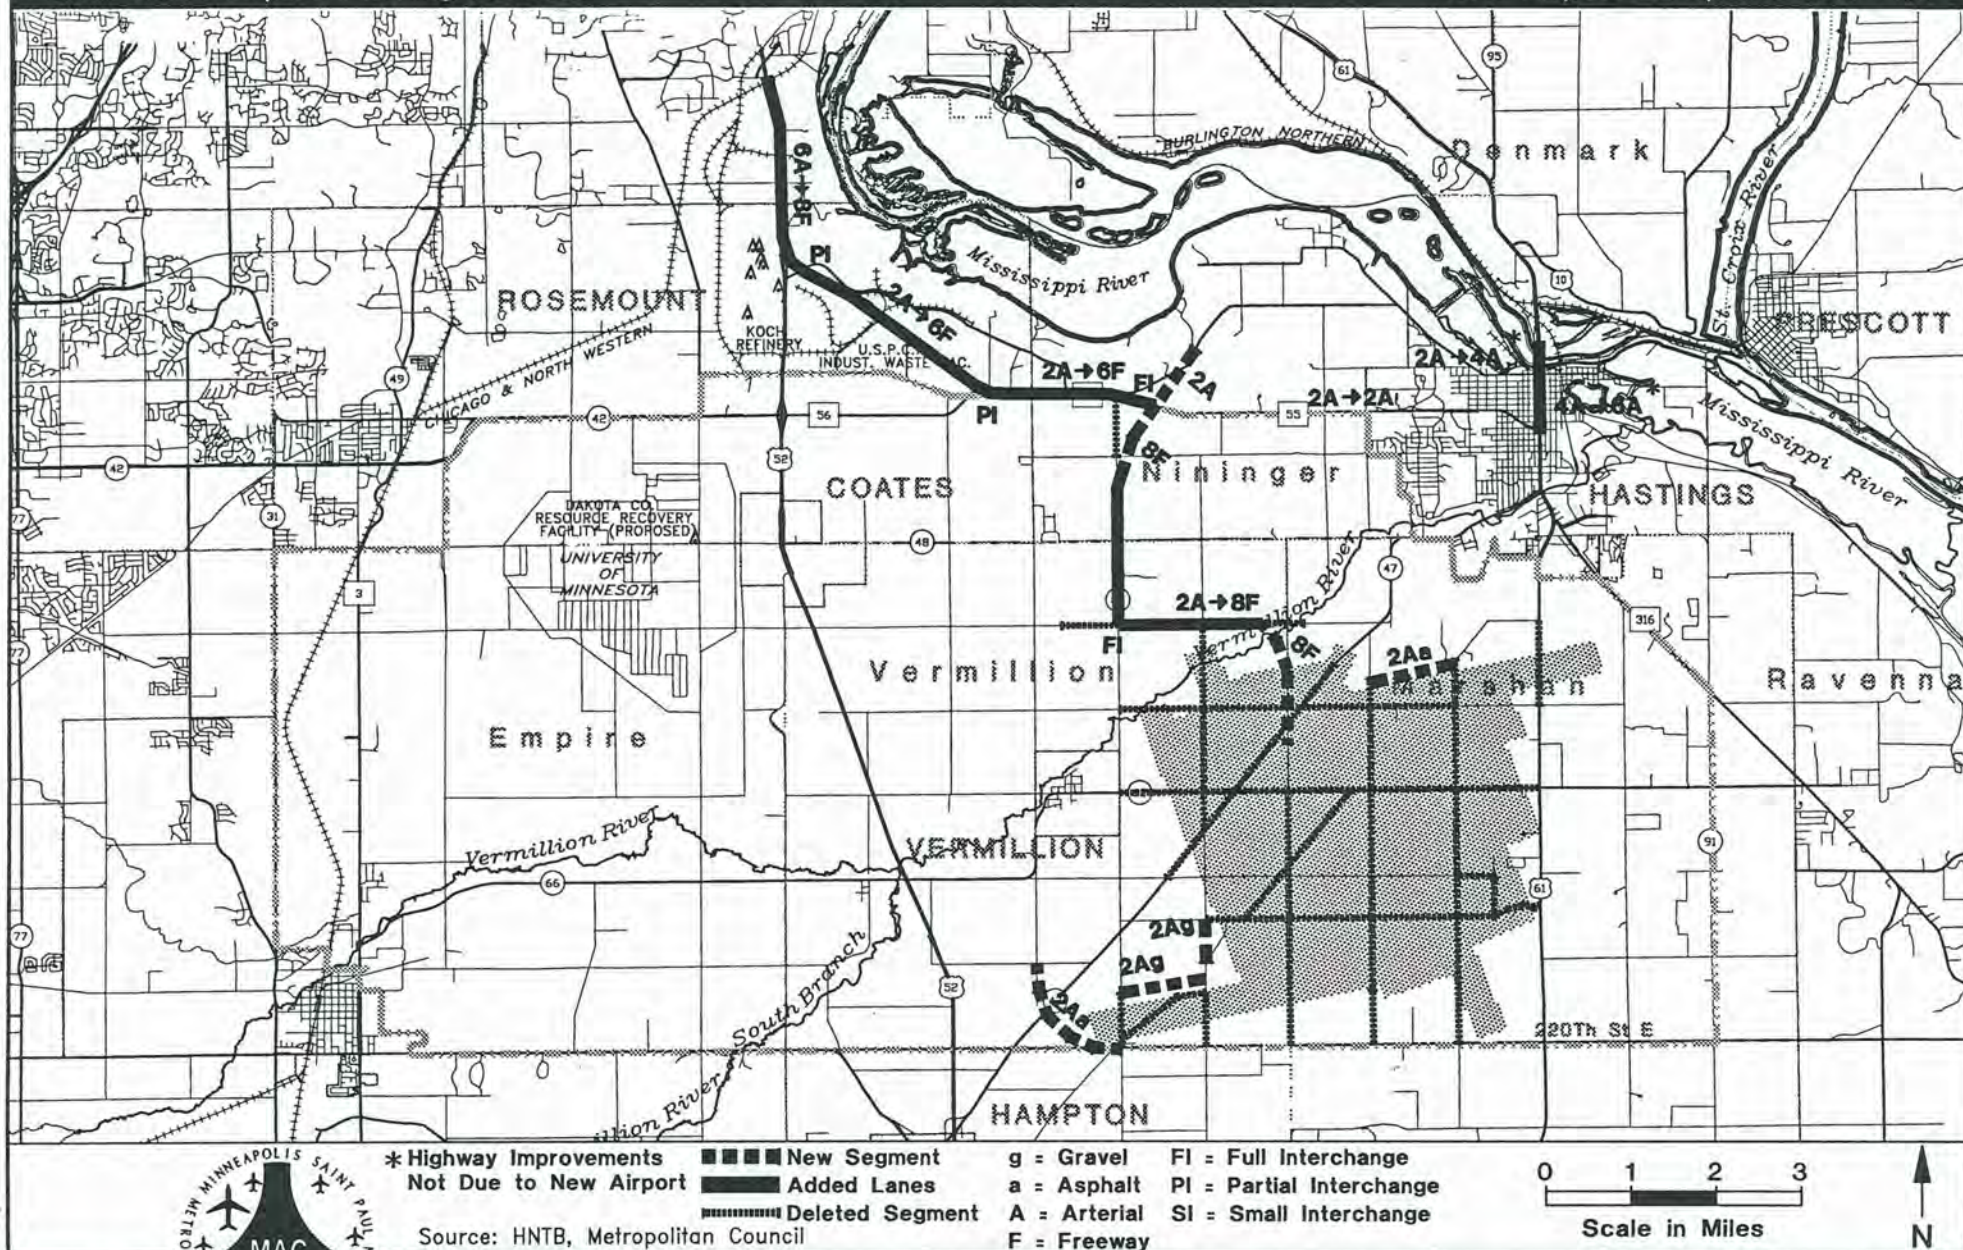 61
95
BURLINGTON NORTHERN
Denmark
6A→8F
St. Croix River
PI
Mississippi River
10
ROSEMOUNT
2A→6F
PRESCOTT
KOCH
REFINERY
U.S.P.C.I.
INDUST. WASTE FAC.
CHICAGO & NORTH WESTERN
49
2A→6F
FI
2A
2A→4A
*
2A→2A
*
Mississippi River
PI
42
56
55
42
52
8F
Nininger
COATES
HASTINGS
77
31
DAKOTA CO.
RESOURCE RECOVERY
FACILITY (PROPOSED)
UNIVERSITY
OF
MINNESOTA
48
47
3
2A→8F
Vermillion River
316
77
FI
8F
2Aa
Vermillion
Marshan
Ravenna
Empire
Vermillion River
VERMILLION
91
66
61
77
2Ag
2Ag
52
2Aa
South Branch
220Th St E
HAMPTON
* Highway Improvements
Not Due to New Airport
New Segment
Added Lanes
Deleted Segment
g = Gravel
a = Asphalt
A = Arterial
F = Freeway
FI = Full Interchange
PI = Partial Interchange
SI = Small Interchange
0 1 2 3
Scale in Miles
N
Source: HNTB, Metropolitan Council
MINNEAPOLIS SAINT PAUL
MAC